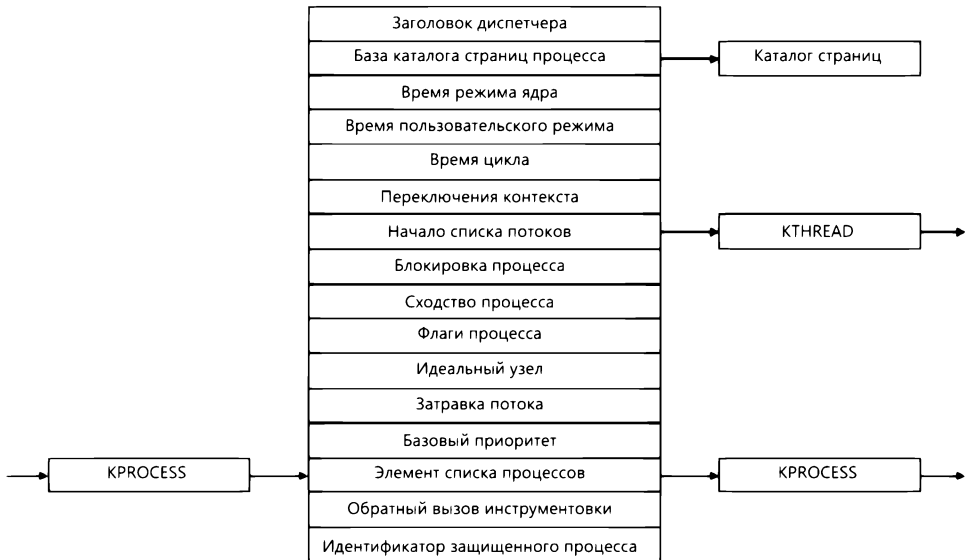 Заголовок диспетчера
База каталога страниц процесса
Каталог страниц
Время режима ядра
Время пользовательского режима
Время цикла
Переключения контекста
Начало списка потоков
KTHREAD
Блокировка процесса
Сходство процесса
Флаги процесса
Идеальный узел
Затравка потока
Базовый приоритет
KPROCESS
Элемент списка процессов
KPROCESS
Обратный вызов инструментовки
Идентификатор защищенного процесса